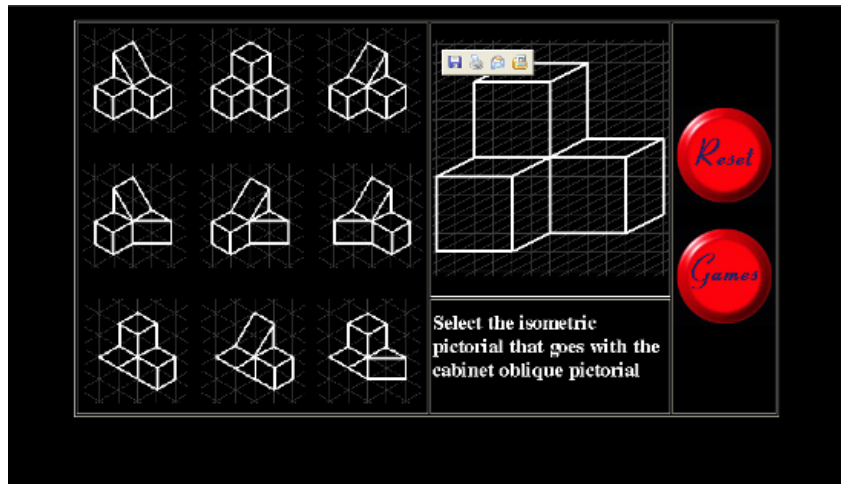 Reset
Games
Select the isometric
pictorial that goes with the
cabinet oblique pictorial